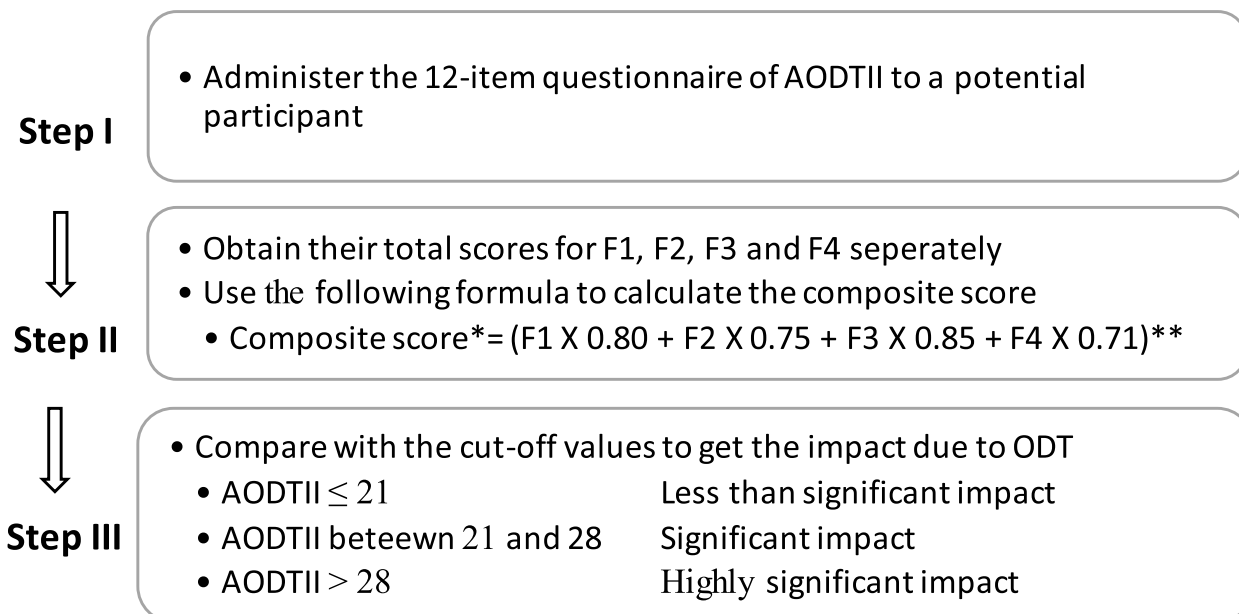 Step I
• Administer the 12-item questionnaire of AODTII to a potential
participant
Step II
• Obtain their total scores for F1, F2, F3 and F4 seperately
• Use the following formula to calculate the composite score
• Composite score*= (F1 X 0.80 + F2 X 0.75 + F3 X 0.85 + F4 X 0.71)**
Step III
• Compare with the cut-off values to get the impact due to ODT
• AODTII ≤ 21 Less than significant impact
• AODTII beteewn 21 and 28 Significant impact
• AODTII > 28 Highly significant impact